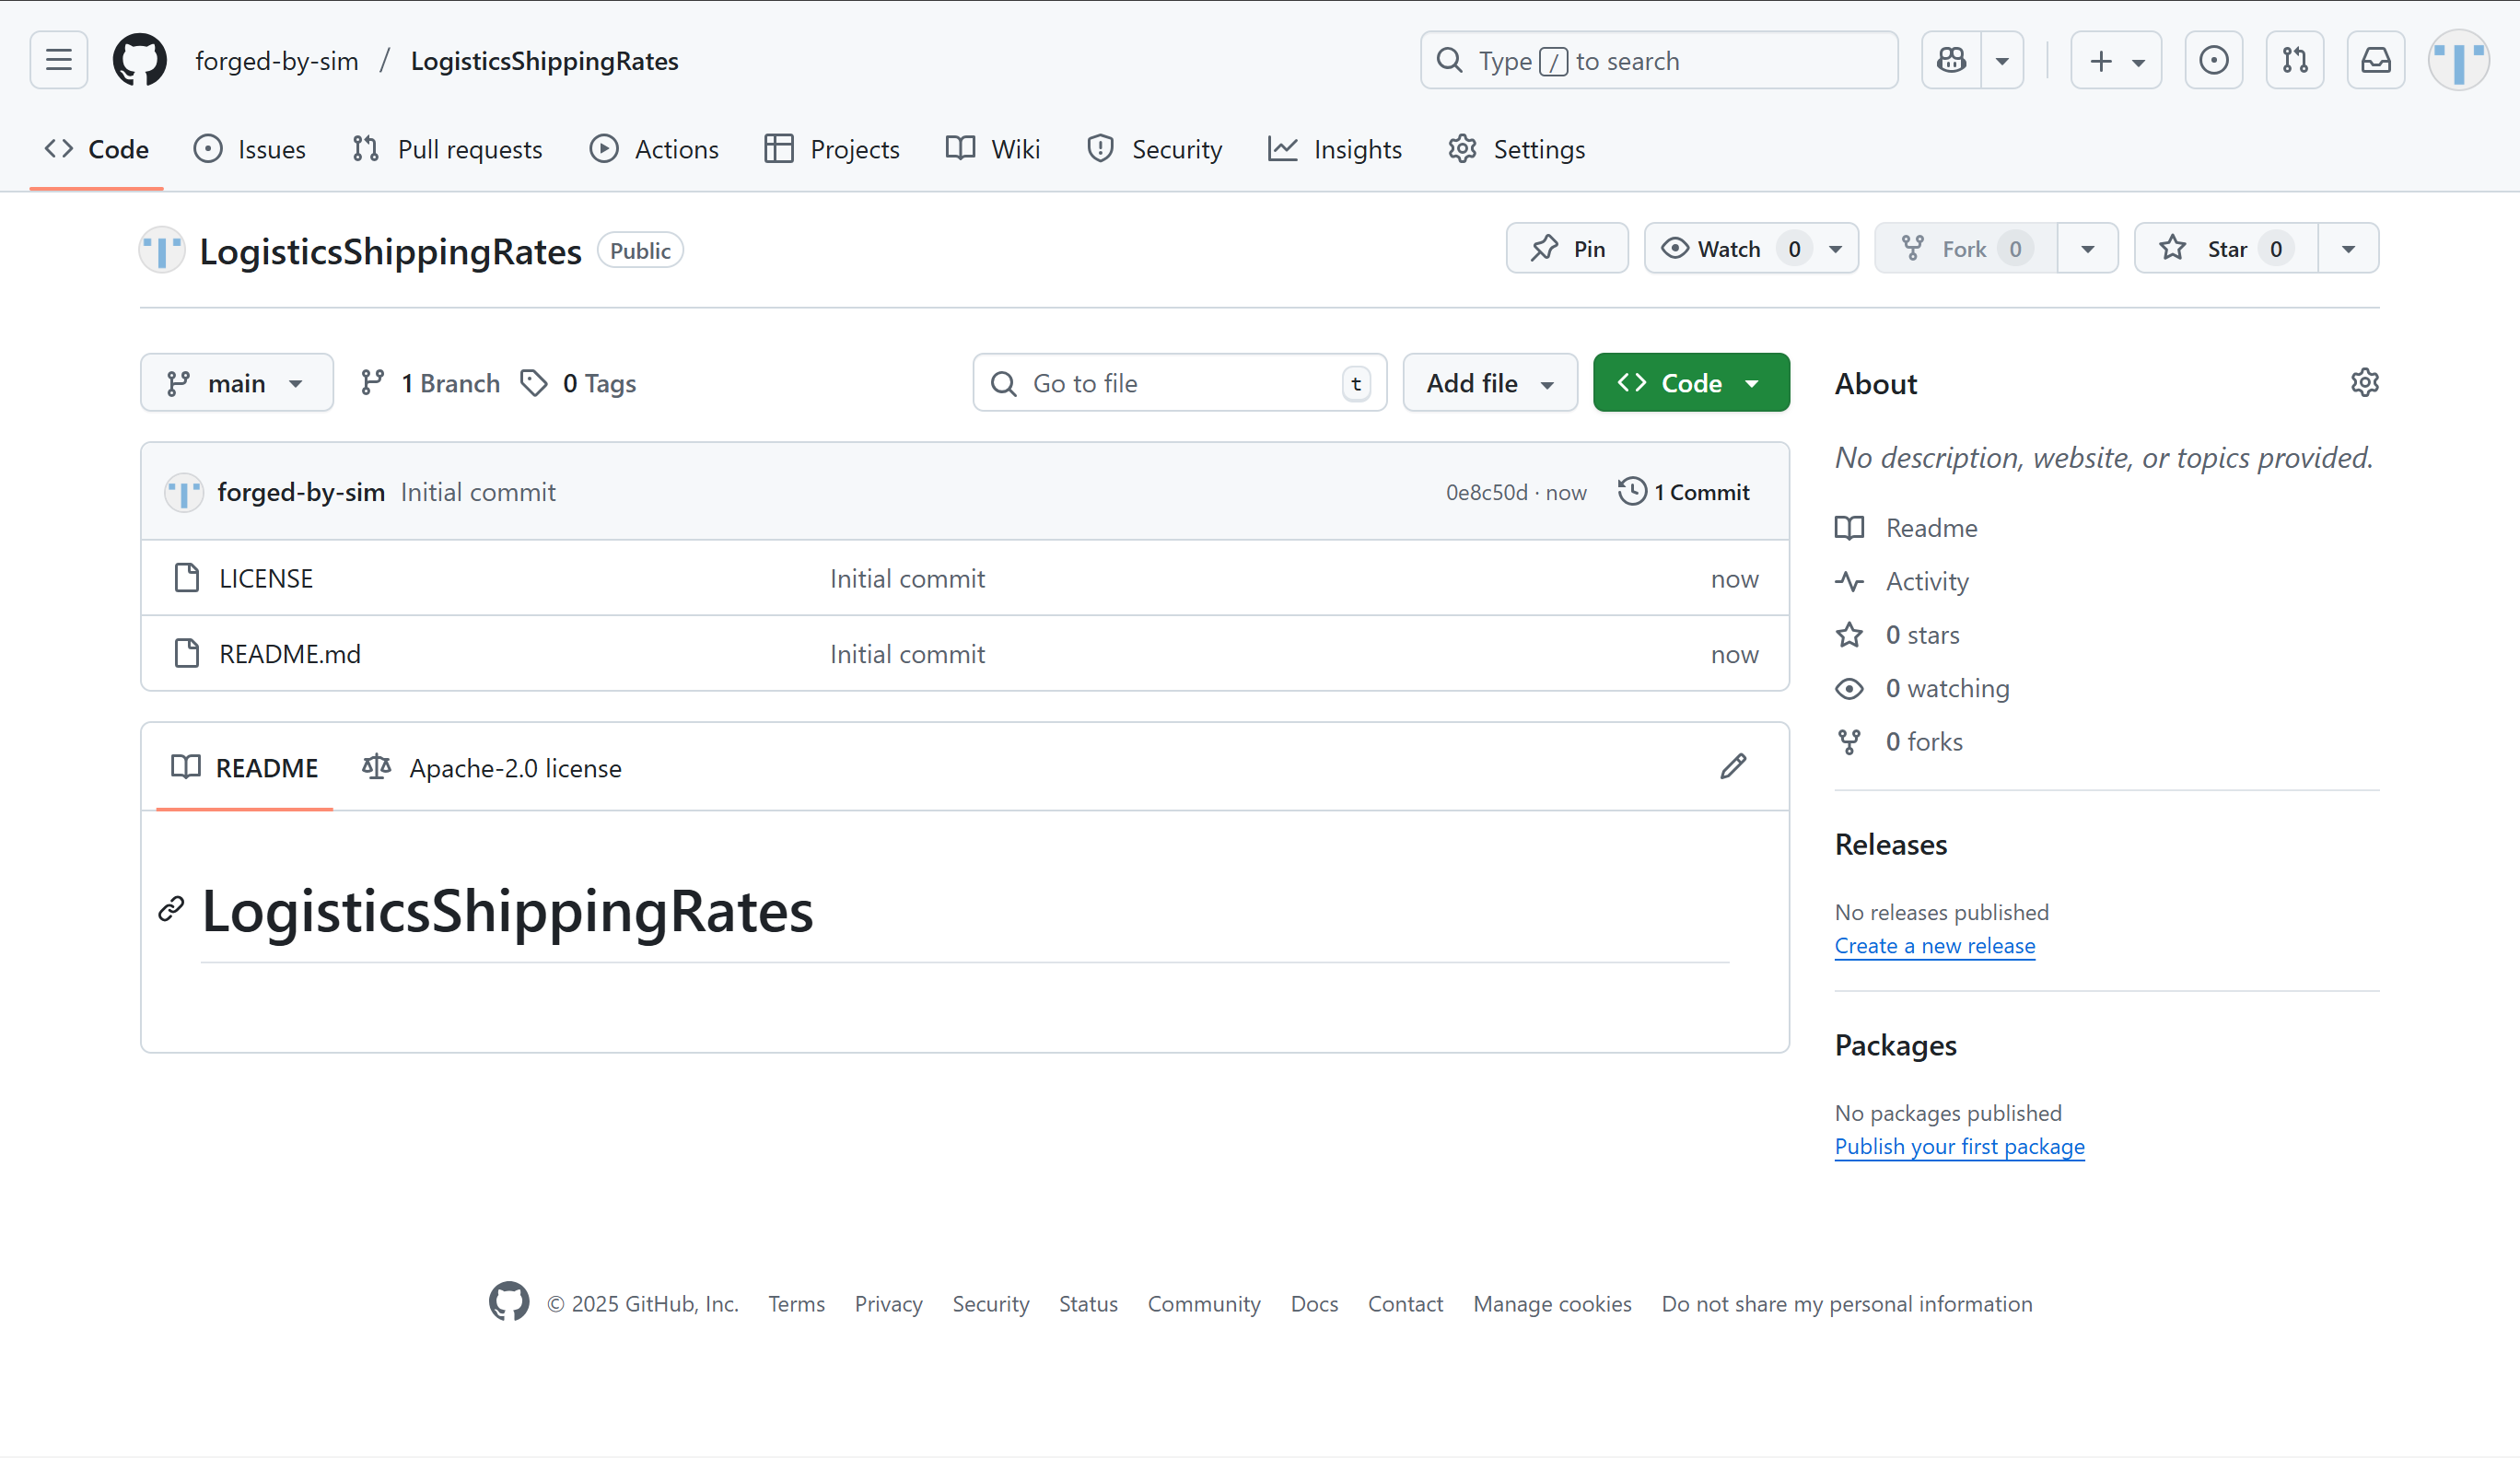 forged-by-sim / LogisticsShippingRates
Type / to search
Code Issues Pull requests Actions Projects Wiki Security Insights Settings
LogisticsShippingRates Public
Pin Watch 0 Fork 0 Star 0
main 1 Branch 0 Tags
Go to file t Add file Code
forged-by-sim Initial commit 0e8c50d · now 1 Commit
LICENSE Initial commit now
README.md Initial commit now
README Apache-2.0 license
LogisticsShippingRates
About
No description, website, or topics provided.
Readme
Activity
0 stars
0 watching
0 forks
Releases
No releases published
Create a new release
Packages
No packages published
Publish your first package
© 2025 GitHub, Inc. Terms Privacy Security Status Community Docs Contact Manage cookies Do not share my personal information